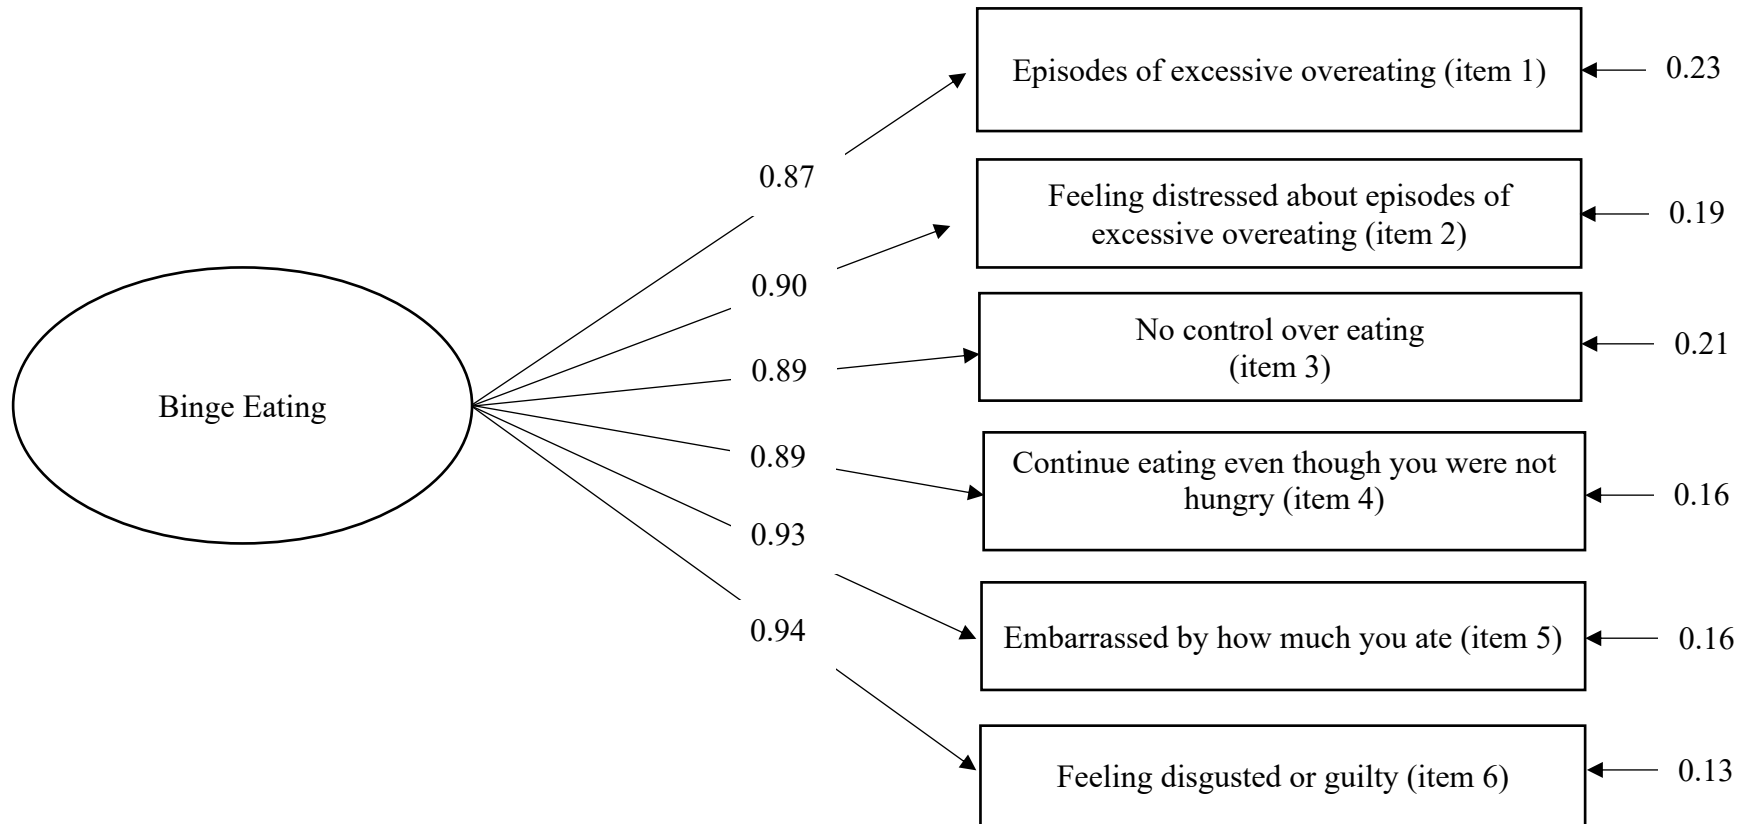 Episodes of excessive overeating (item 1)
0.23
0.87
Feeling distressed about episodes of
excessive overeating (item 2)
0.19
0.90
No control over eating
(item 3)
0.21
0.89
Binge Eating
Continue eating even though you were not
hungry (item 4)
0.16
0.89
0.93
Embarrassed by how much you ate (item 5)
0.16
0.94
Feeling disgusted or guilty (item 6)
0.13